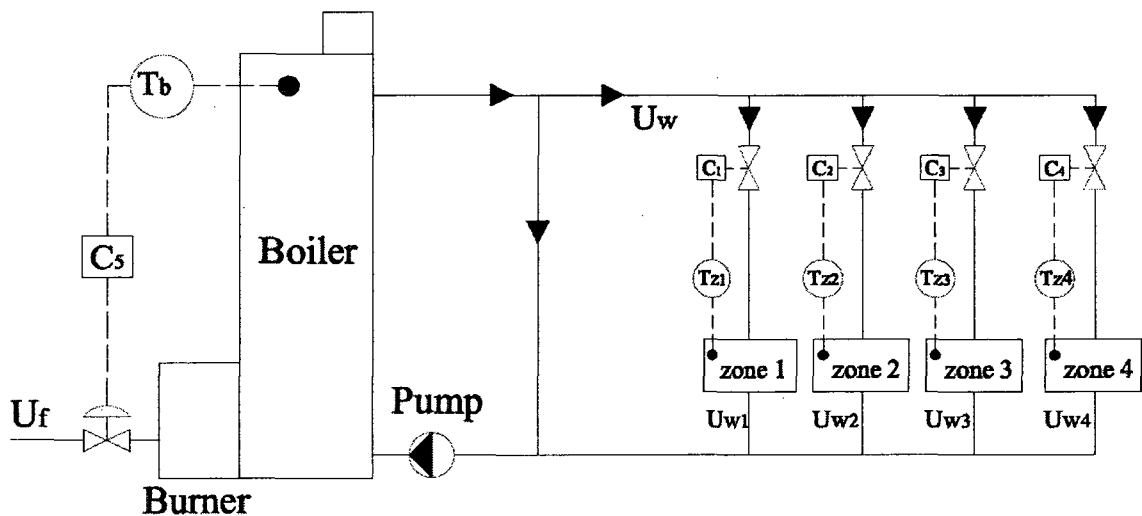 Tb
Uw
C1
C2
C3
C4
Boiler
C5
Tz1
Tz2
Tz3
Tz4
zone 1
zone 2
zone 3
zone 4
Uf
Pump
Uw1
Uw2
Uw3
Uw4
Burner